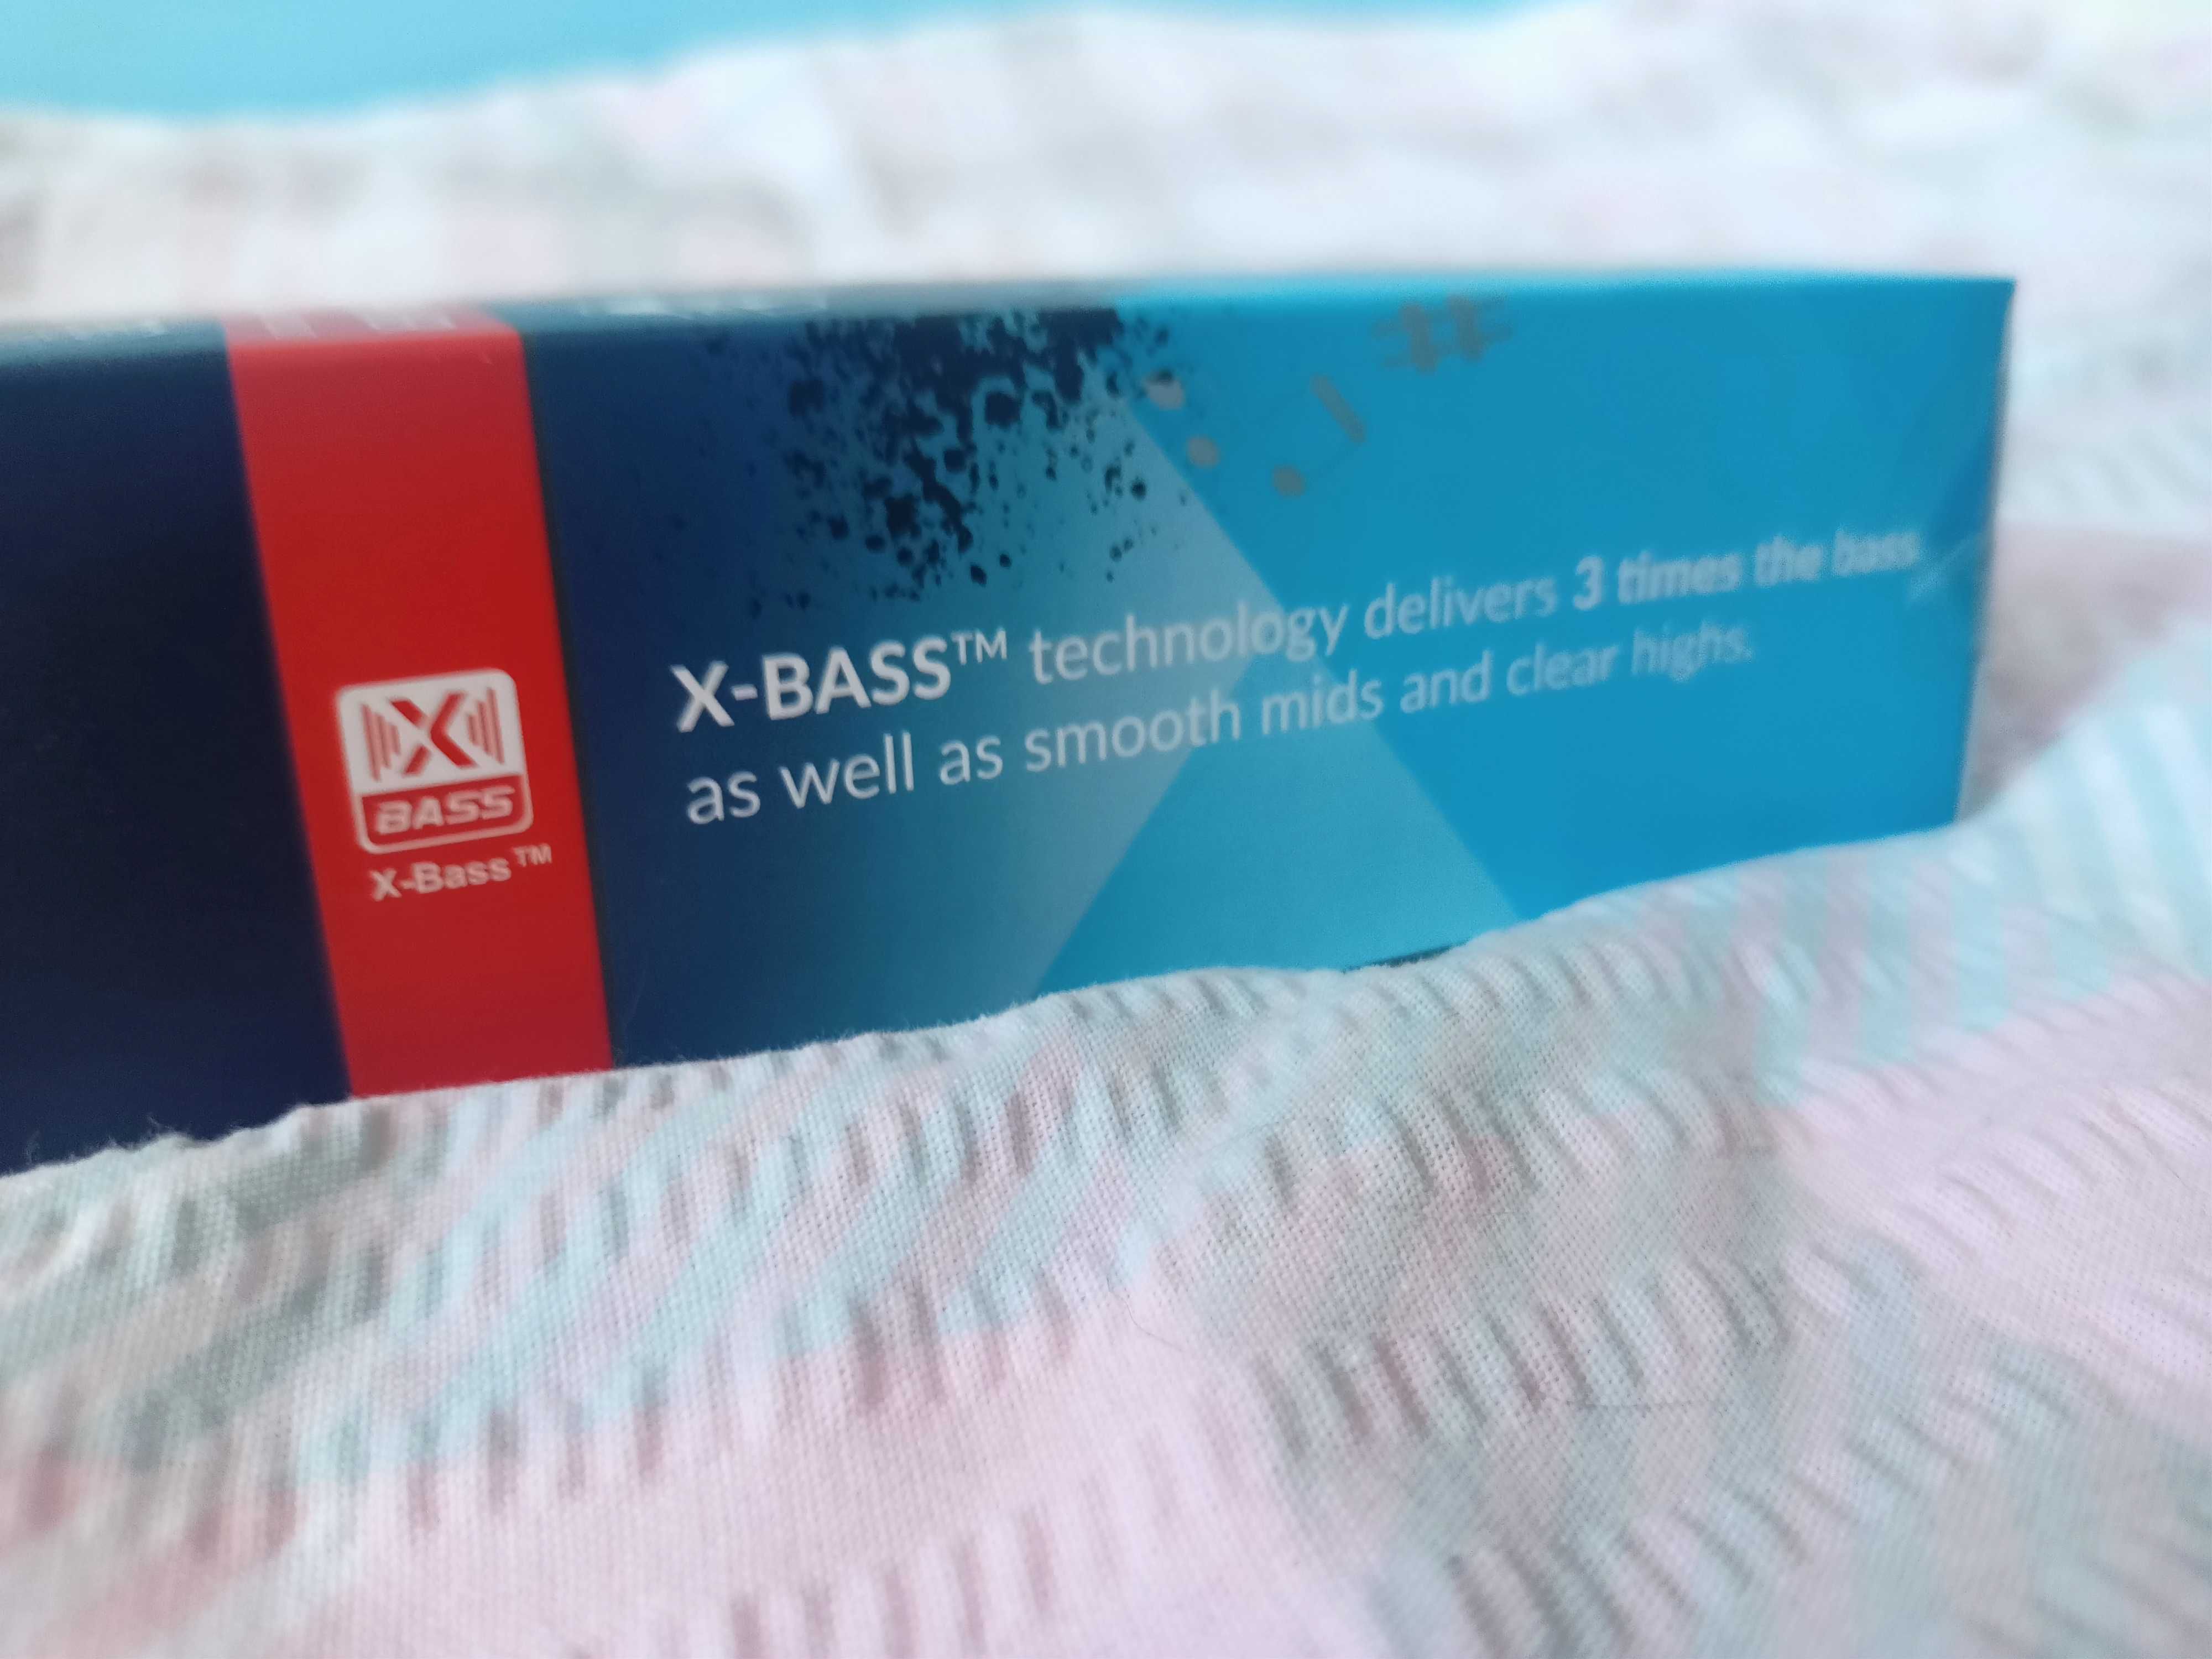 X
BASS
X-Bass™
X-BASS™ technology delivers 3 times the bass
as well as smooth mids and clear highs.